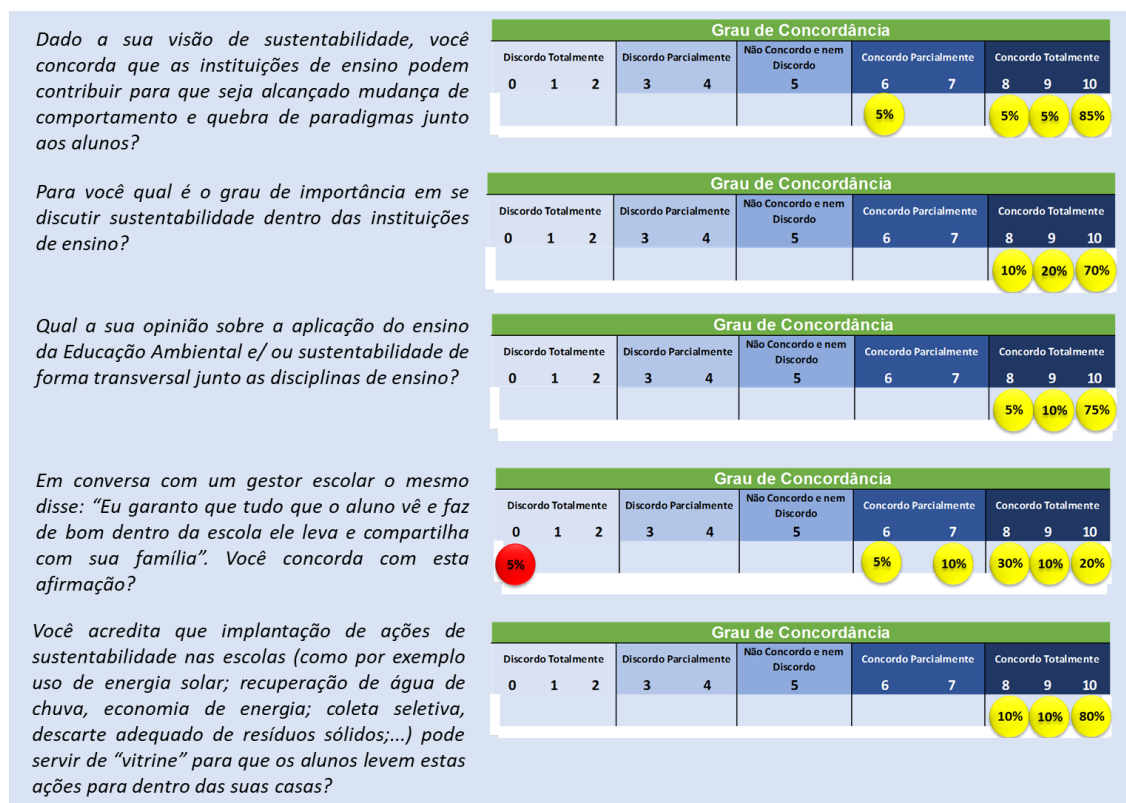 Dado a sua visão de sustentabilidade, você
concorda que as instituições de ensino podem
contribuir para que seja alcançado mudança de
comportamento e quebra de paradigmas junto
aos alunos?
Grau de Concordância
Discordo Totalmente Discordo Parcialmente Não Concordo e nem Discordo Concordo Parcialmente Concordo Totalmente
0 1 2 3 4 5 6 7 8 9 10
5% 5% 5% 85%
Para você qual é o grau de importância em se
discutir sustentabilidade dentro das instituições
de ensino?
Grau de Concordância
Discordo Totalmente Discordo Parcialmente Não Concordo e nem Discordo Concordo Parcialmente Concordo Totalmente
0 1 2 3 4 5 6 7 8 9 10
10% 20% 70%
Qual a sua opinião sobre a aplicação do ensino
da Educação Ambiental e/ ou sustentabilidade de
forma transversal junto as disciplinas de ensino?
Grau de Concordância
Discordo Totalmente Discordo Parcialmente Não Concordo e nem Discordo Concordo Parcialmente Concordo Totalmente
0 1 2 3 4 5 6 7 8 9 10
5% 10% 75%
Em conversa com um gestor escolar o mesmo
disse: “Eu garanto que tudo que o aluno vê e faz
de bom dentro da escola ele leva e compartilha
com sua família”. Você concorda com esta
afirmação?
Grau de Concordância
Discordo Totalmente Discordo Parcialmente Não Concordo e nem Discordo Concordo Parcialmente Concordo Totalmente
0 1 2 3 4 5 6 7 8 9 10
5% 5% 10% 30% 10% 20%
Você acredita que implantação de ações de
sustentabilidade nas escolas (como por exemplo
uso de energia solar; recuperação de água de
chuva, economia de energia; coleta seletiva,
descarte adequado de resíduos sólidos;...) pode
servir de “vitrine” para que os alunos levem estas
ações para dentro das suas casas?
Grau de Concordância
Discordo Totalmente Discordo Parcialmente Não Concordo e nem Discordo Concordo Parcialmente Concordo Totalmente
0 1 2 3 4 5 6 7 8 9 10
10% 10% 80%